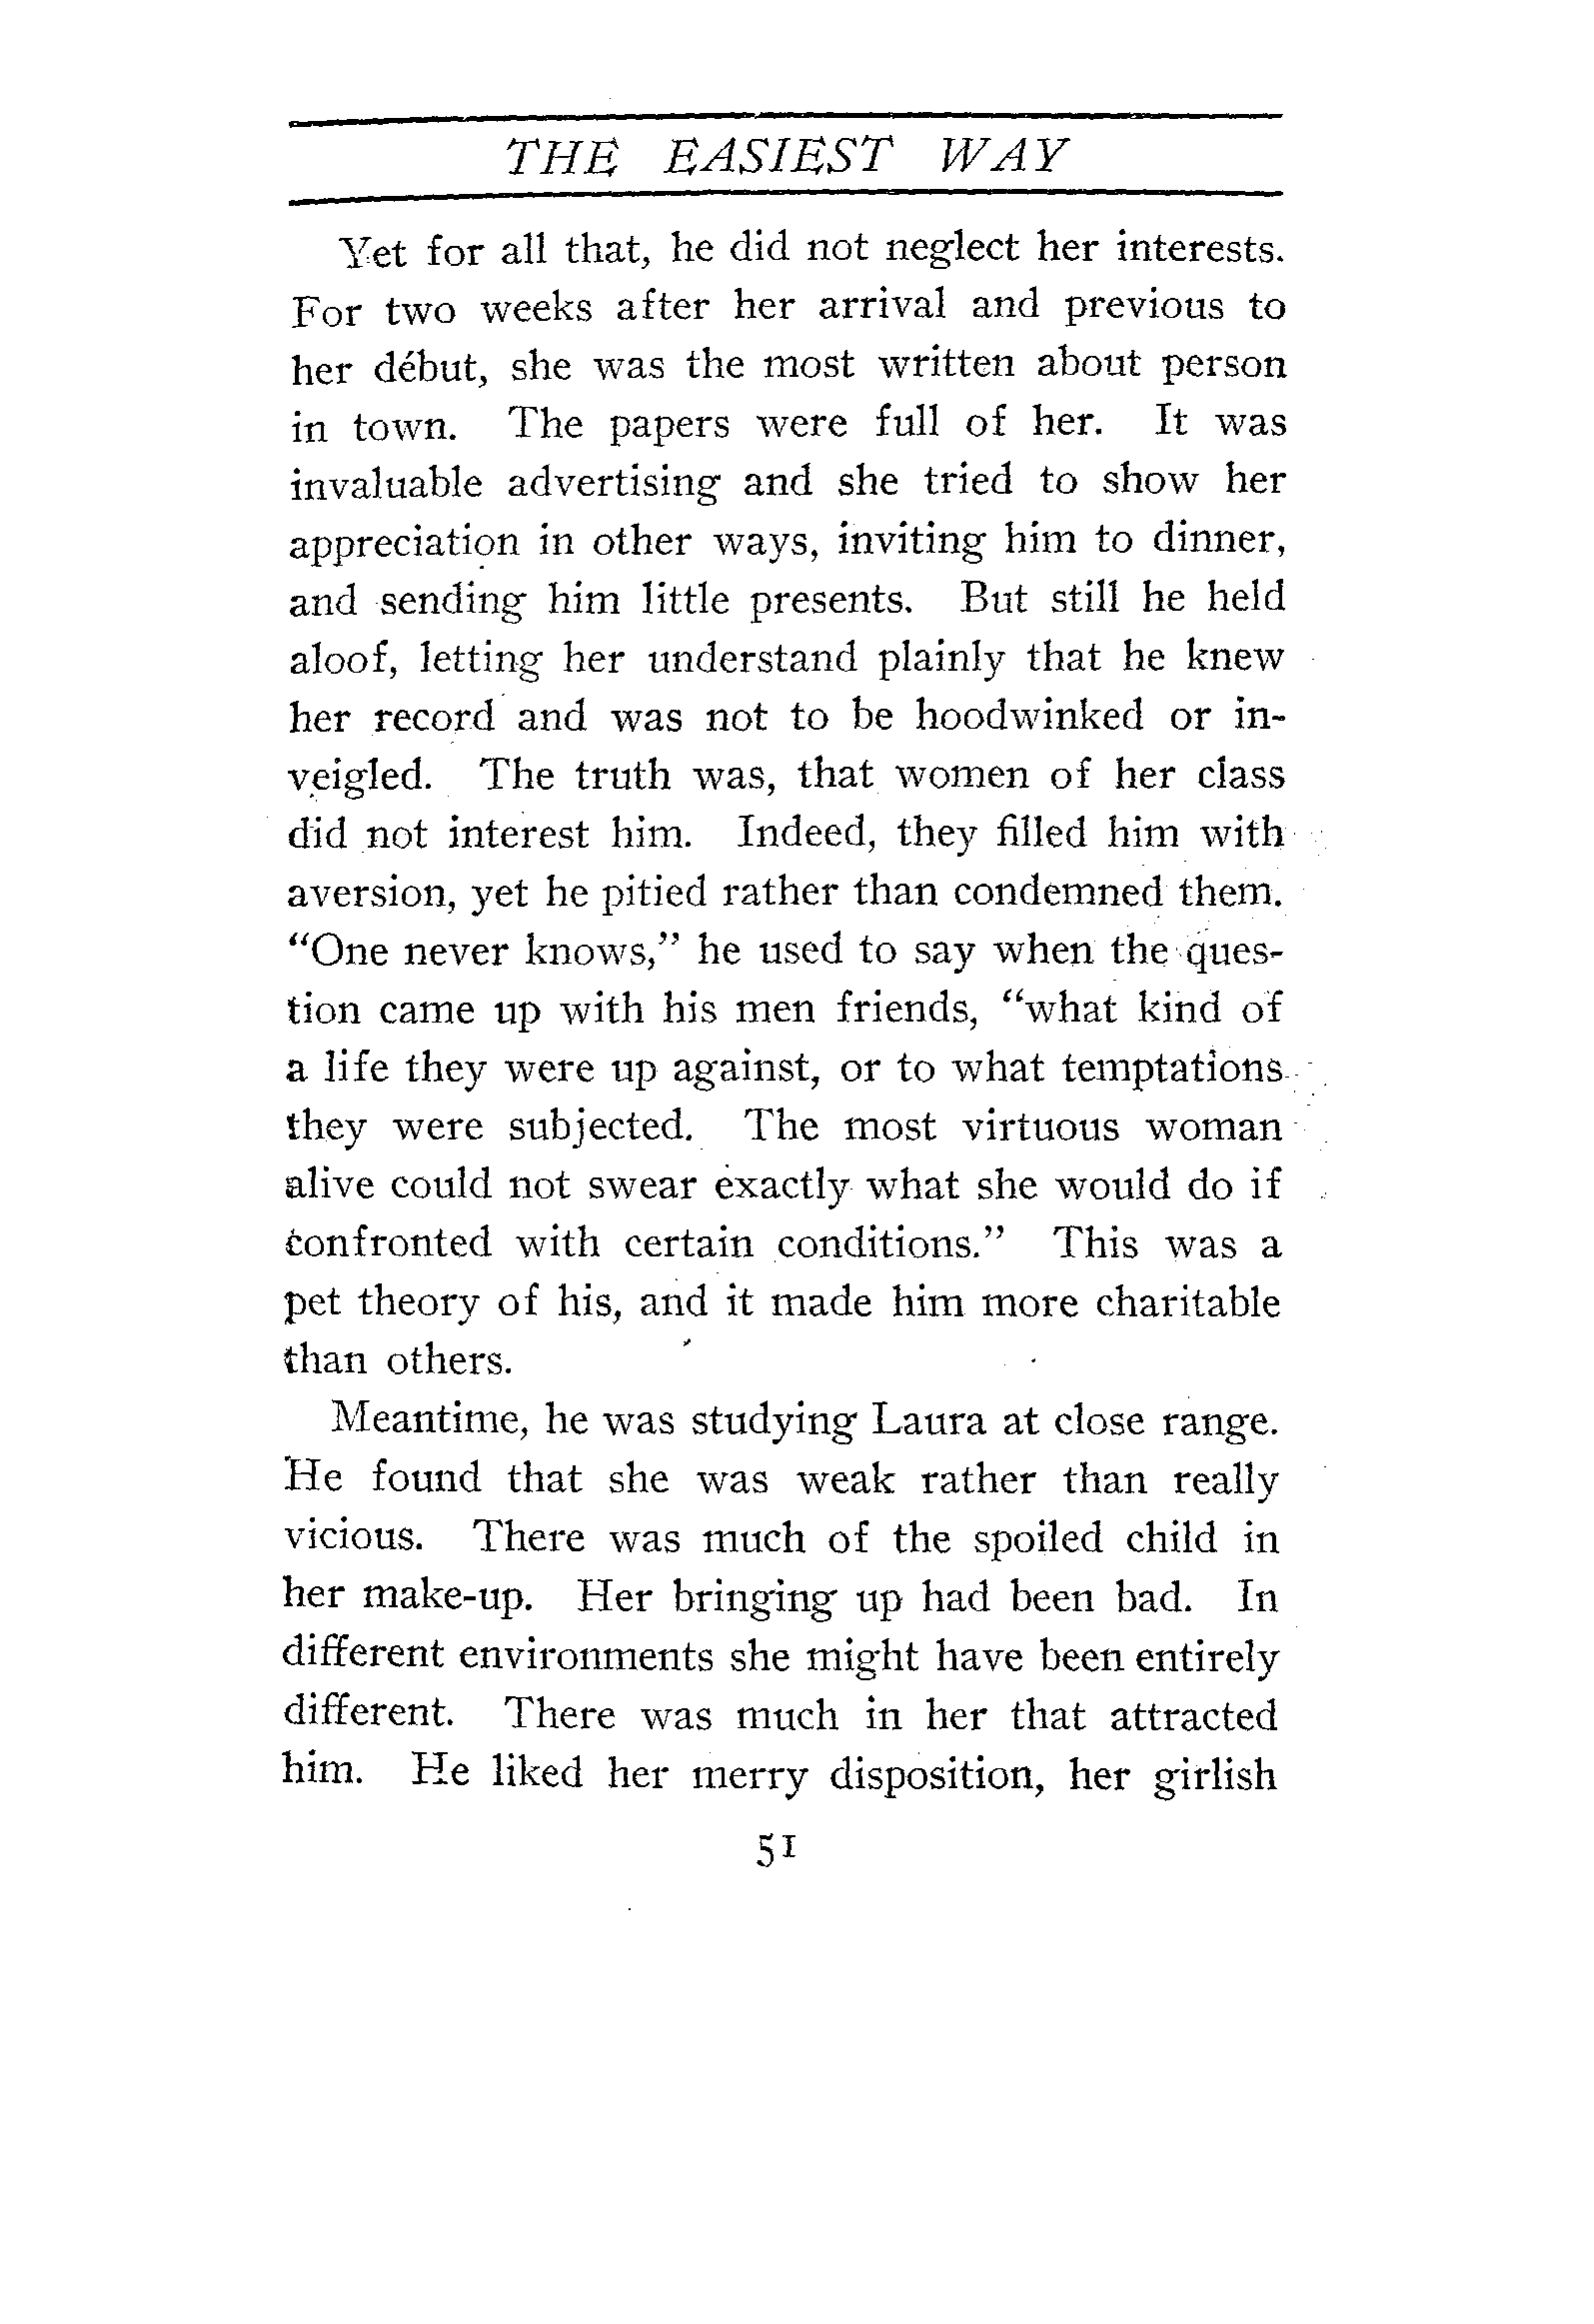 THE EASIEST WAY
Yet for all that, he did not neglect her interests.
For two weeks after her arrival and previous to
her début, she was the most written about person
in town. The papers were full of her. It was
invaluable advertising and she tried to show her
appreciation in other ways, inviting him to dinner,
and sending him little presents. But still he held
aloof, letting her understand plainly that he knew
her record and was not to be hoodwinked or in-
veigled. The truth was, that women of her class
did not interest him. Indeed, they filled him with
aversion, yet he pitied rather than condemned them.
"One never knows," he used to say when the ques-
tion came up with his men friends, "what kind of
a life they were up against, or to what temptations
they were subjected. The most virtuous woman
alive could not swear exactly what she would do if
confronted with certain conditions." This was a
pet theory of his, and it made him more charitable
than others.
Meantime, he was studying Laura at close range.
He found that she was weak rather than really
vicious. There was much of the spoiled child in
her make-up. Her bringing up had been bad. In
different environments she might have been entirely
different. There was much in her that attracted
him. He liked her merry disposition, her girlish
51